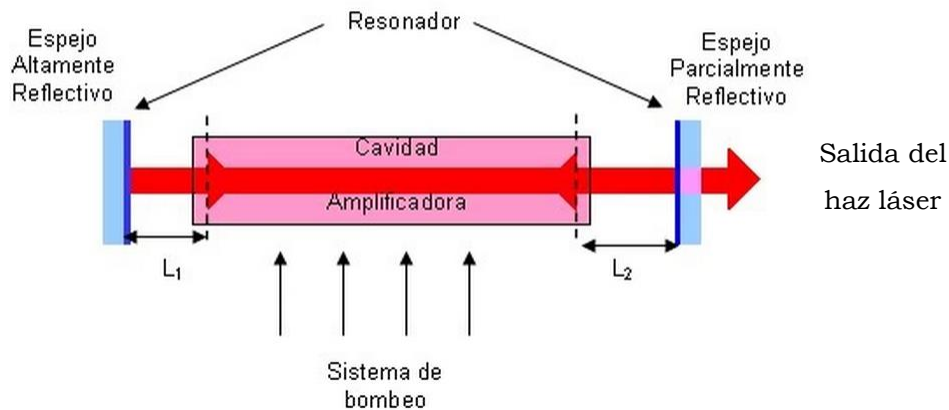 Resonador
Espejo
Altamente
Reflectivo
Espejo
Parcialmente
Reflectivo
Cavidad
Amplificadora
Salida del
haz láser
L₁
L₂
Sistema de
bombeo